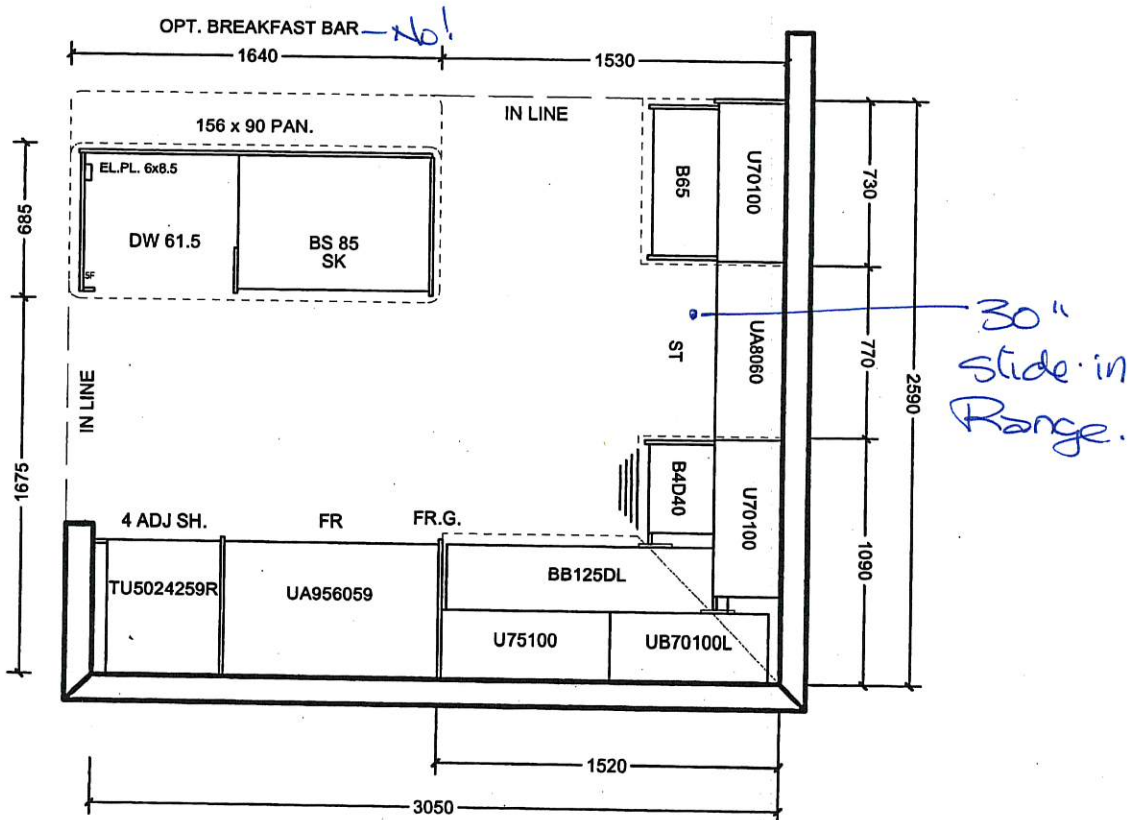 OPT. BREAKFAST BAR – No!
1640
1530
IN LINE
156 x 90 PAN.
EL.PL. 6x8.5
DW 61.5
BS 85
SK
SF
685
B65
U70100
730
ST
UA8060
770
2590
30"
slide-in
Range.
IN LINE
1675
B4D40
U70100
1090
4 ADJ SH.
FR
FR.G.
TU5024259R
UA956059
BB125DL
U75100
UB70100L
1520
3050